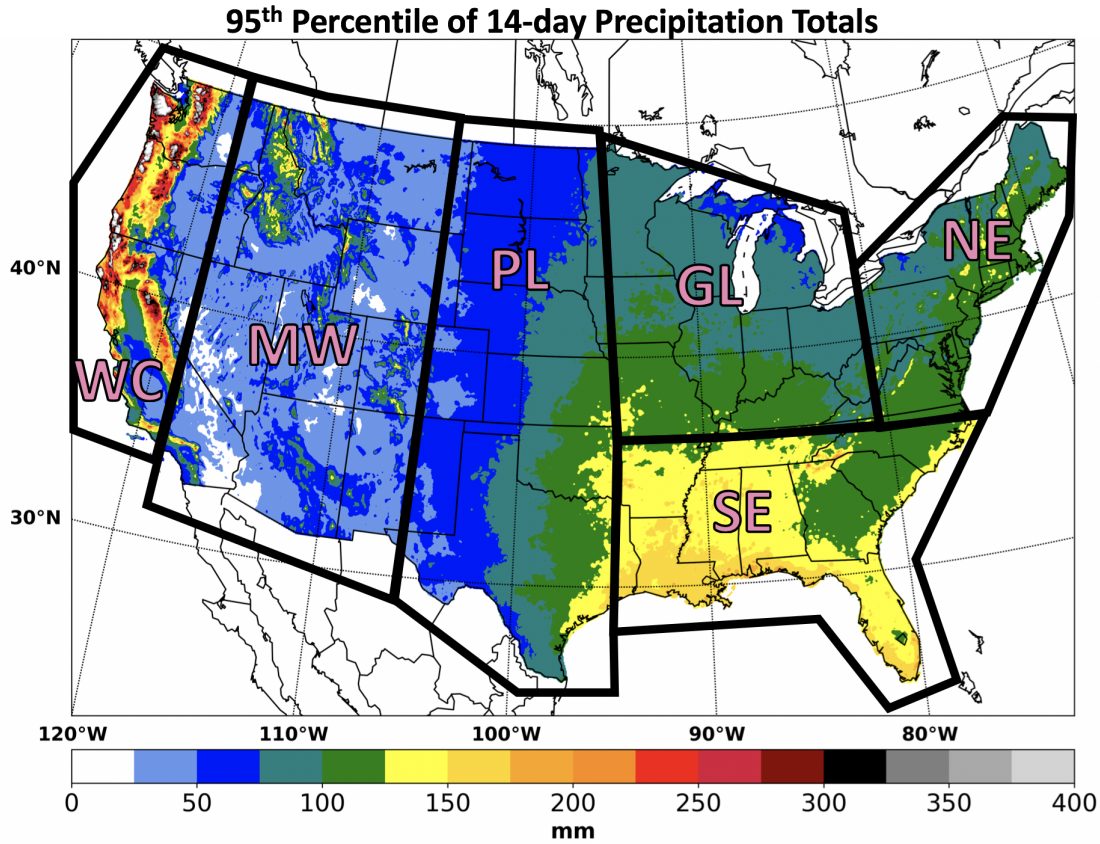 95th Percentile of 14-day Precipitation Totals
NE
40°N
PL
GL
MW
WC
SE
30°N
120°W 110°W 100°W 90°W 80°W
0 50 100 150 200 250 300 350 400
mm